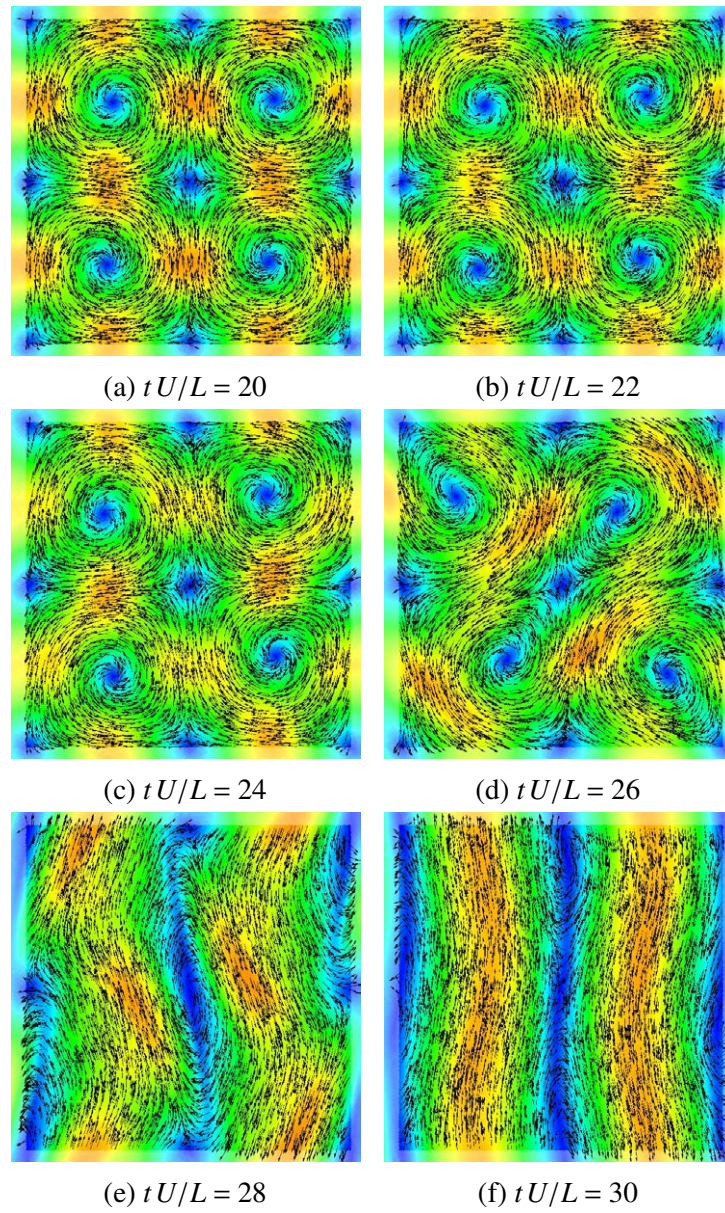 (a) t U/L = 20
(b) t U/L = 22
(c) t U/L = 24
(d) t U/L = 26
(e) t U/L = 28
(f) t U/L = 30